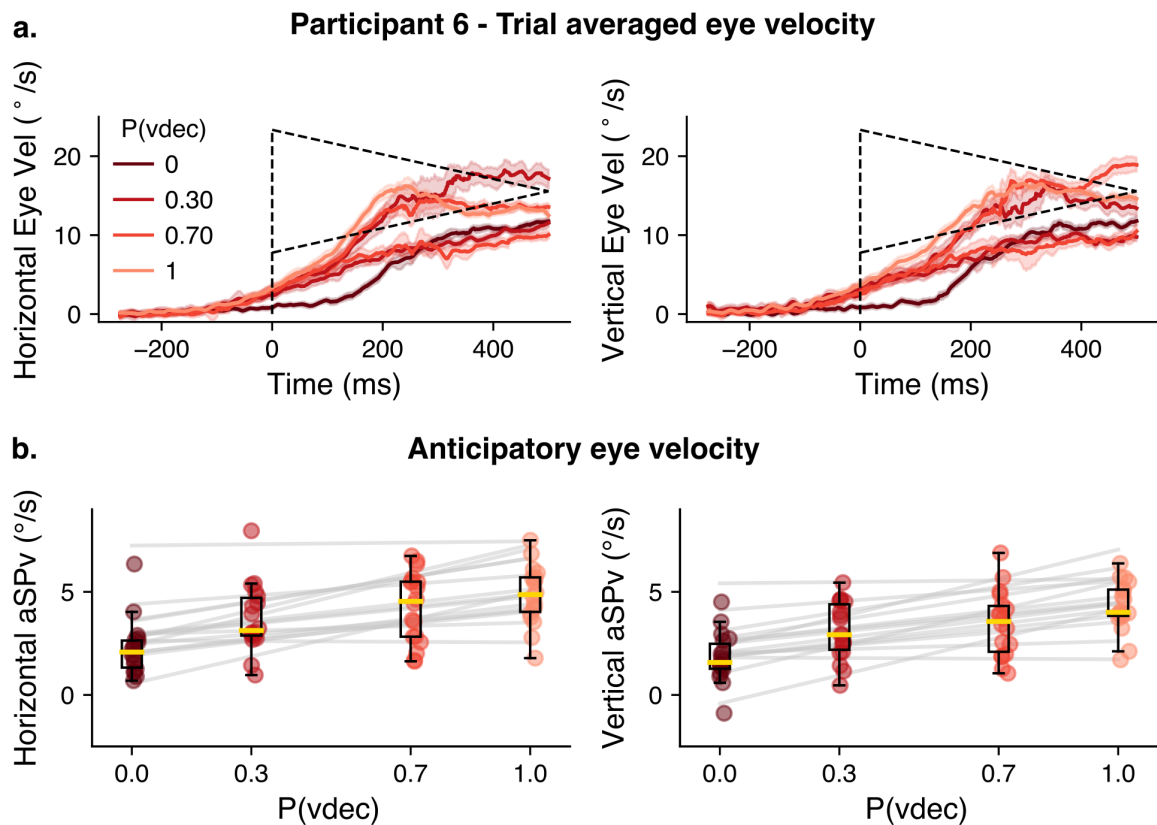 a.
Participant 6 - Trial averaged eye velocity
Horizontal Eye Vel ( ° /s)
20
10
0
P(vdec)
0
0.30
0.70
1
−200
0
200
400
Time (ms)
Vertical Eye Vel ( ° /s)
20
10
0
−200
0
200
400
Time (ms)
b.
Anticipatory eye velocity
Horizontal aSPv (°/s)
5
0
0.0
0.3
0.7
1.0
P(vdec)
Vertical aSPv (°/s)
5
0
0.0
0.3
0.7
1.0
P(vdec)